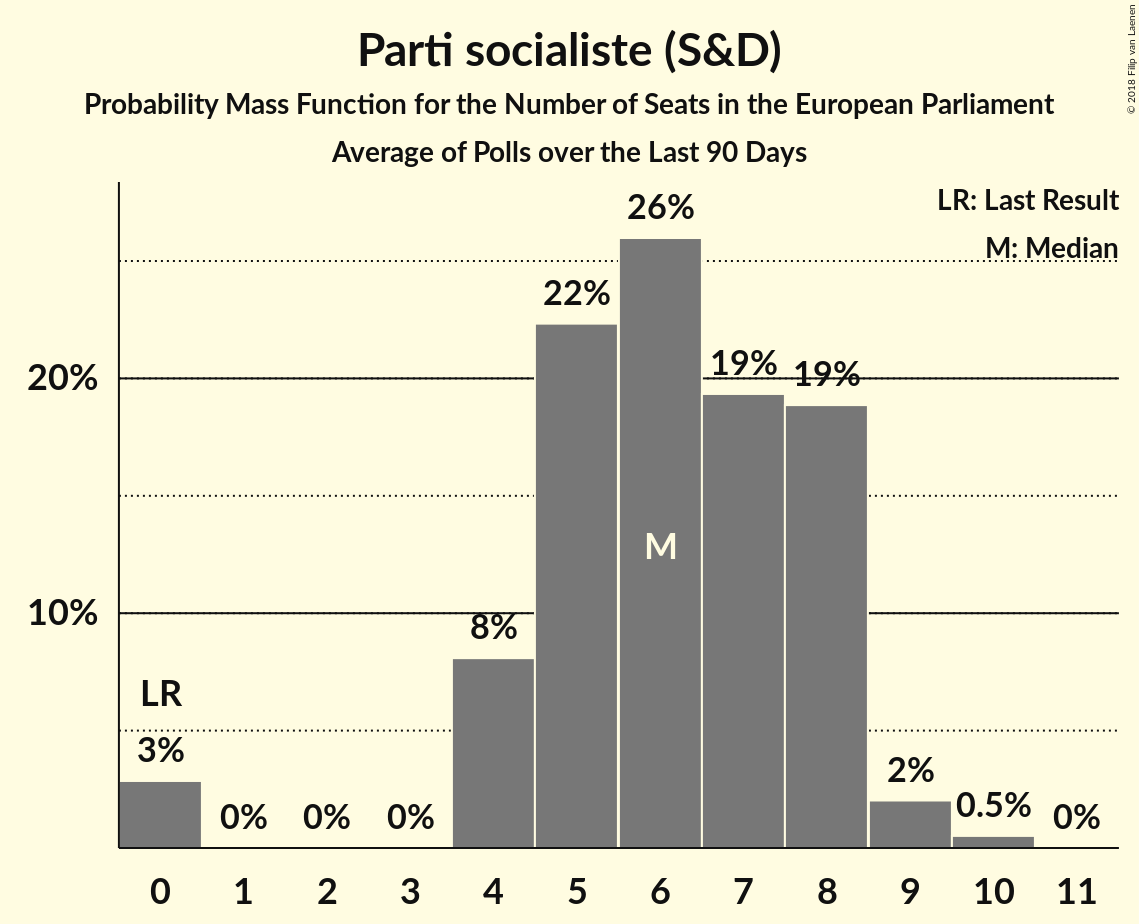 Parti socialiste (S&D)
Probability Mass Function for the Number of Seats in the European Parliament
Average of Polls over the Last 90 Days
© 2018 Filip van Laenen
LR: Last Result
M: Median
26%
22%
20%
19%
19%
M
10%
8%
LR
3%
0%
0%
0%
2%
0.5%
0%
0 1 2 3 4 5 6 7 8 9 10 11